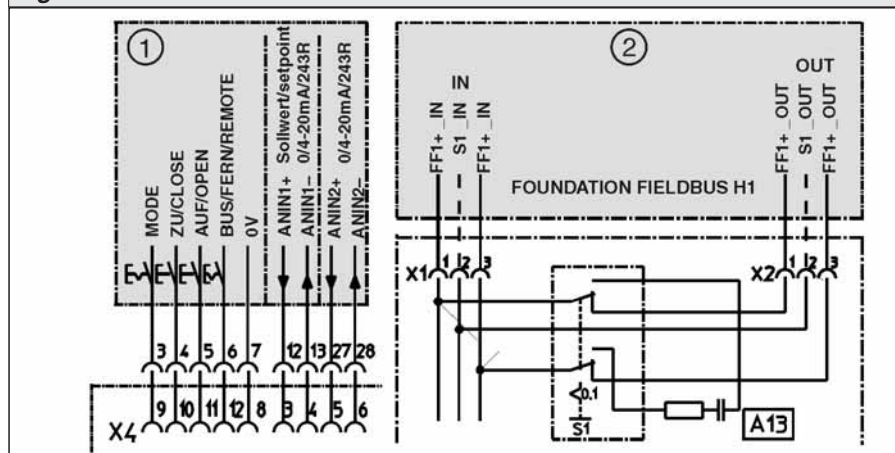 1
MODE
ZU/CLOSE
AUF/OPEN
BUS/FERN/REMOTE
0V
ANIN1+ Sollwert/setpoint
ANIN1- 0/4-20mA/243R
ANIN2+ 0/4-20mA/243R
ANIN2-
3 4 5 6 7 12 13 27 28
X4 9 10 11 12 8 3 4 5 6
2
IN
FF1+_IN
S1_IN
FF1+_IN
OUT
FF1+_OUT
S1_OUT
FF1+_OUT
FOUNDATION FIELDBUS H1
X1 1 2 3
X2 1 2 3
<0.1
S1
A13